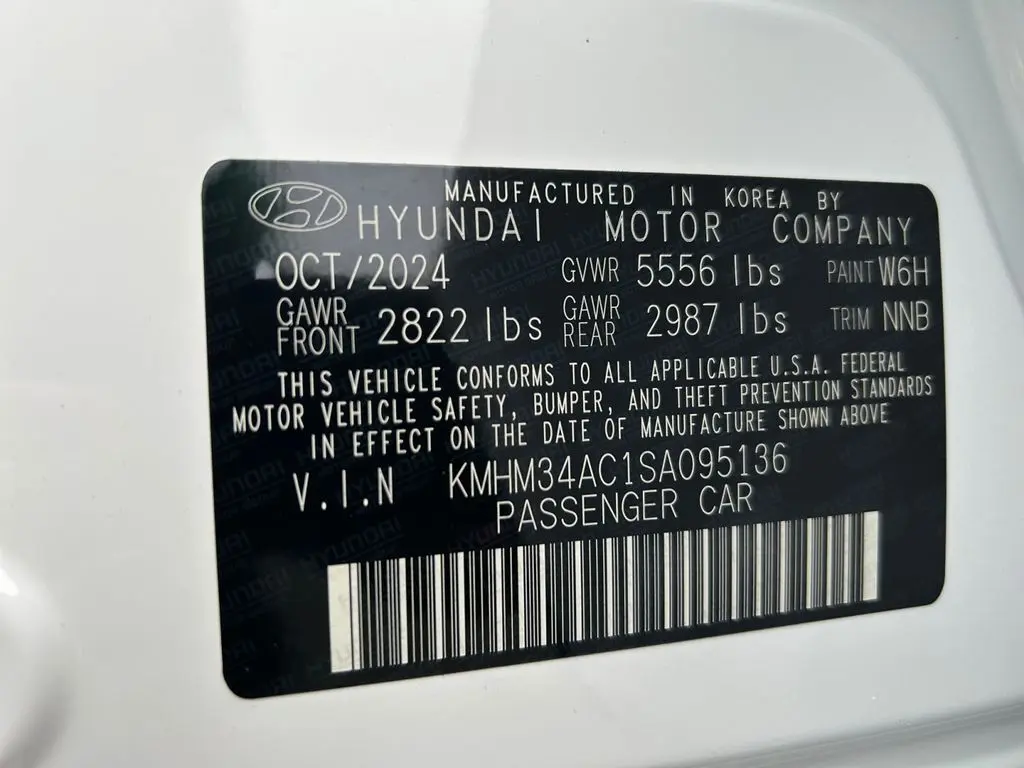 MANUFACTURED IN KOREA BY
HYUNDAI MOTOR COMPANY
OCT/2024 GVWR 5556 lbs PAINT W6H
GAWR FRONT 2822 lbs GAWR REAR 2987 lbs TRIM NNB
THIS VEHICLE CONFORMS TO ALL APPLICABLE U.S.A. FEDERAL
MOTOR VEHICLE SAFETY, BUMPER, AND THEFT PREVENTION STANDARDS
IN EFFECT ON THE DATE OF MANUFACTURE SHOWN ABOVE
V.I.N KMHM34AC1SA095136
PASSENGER CAR